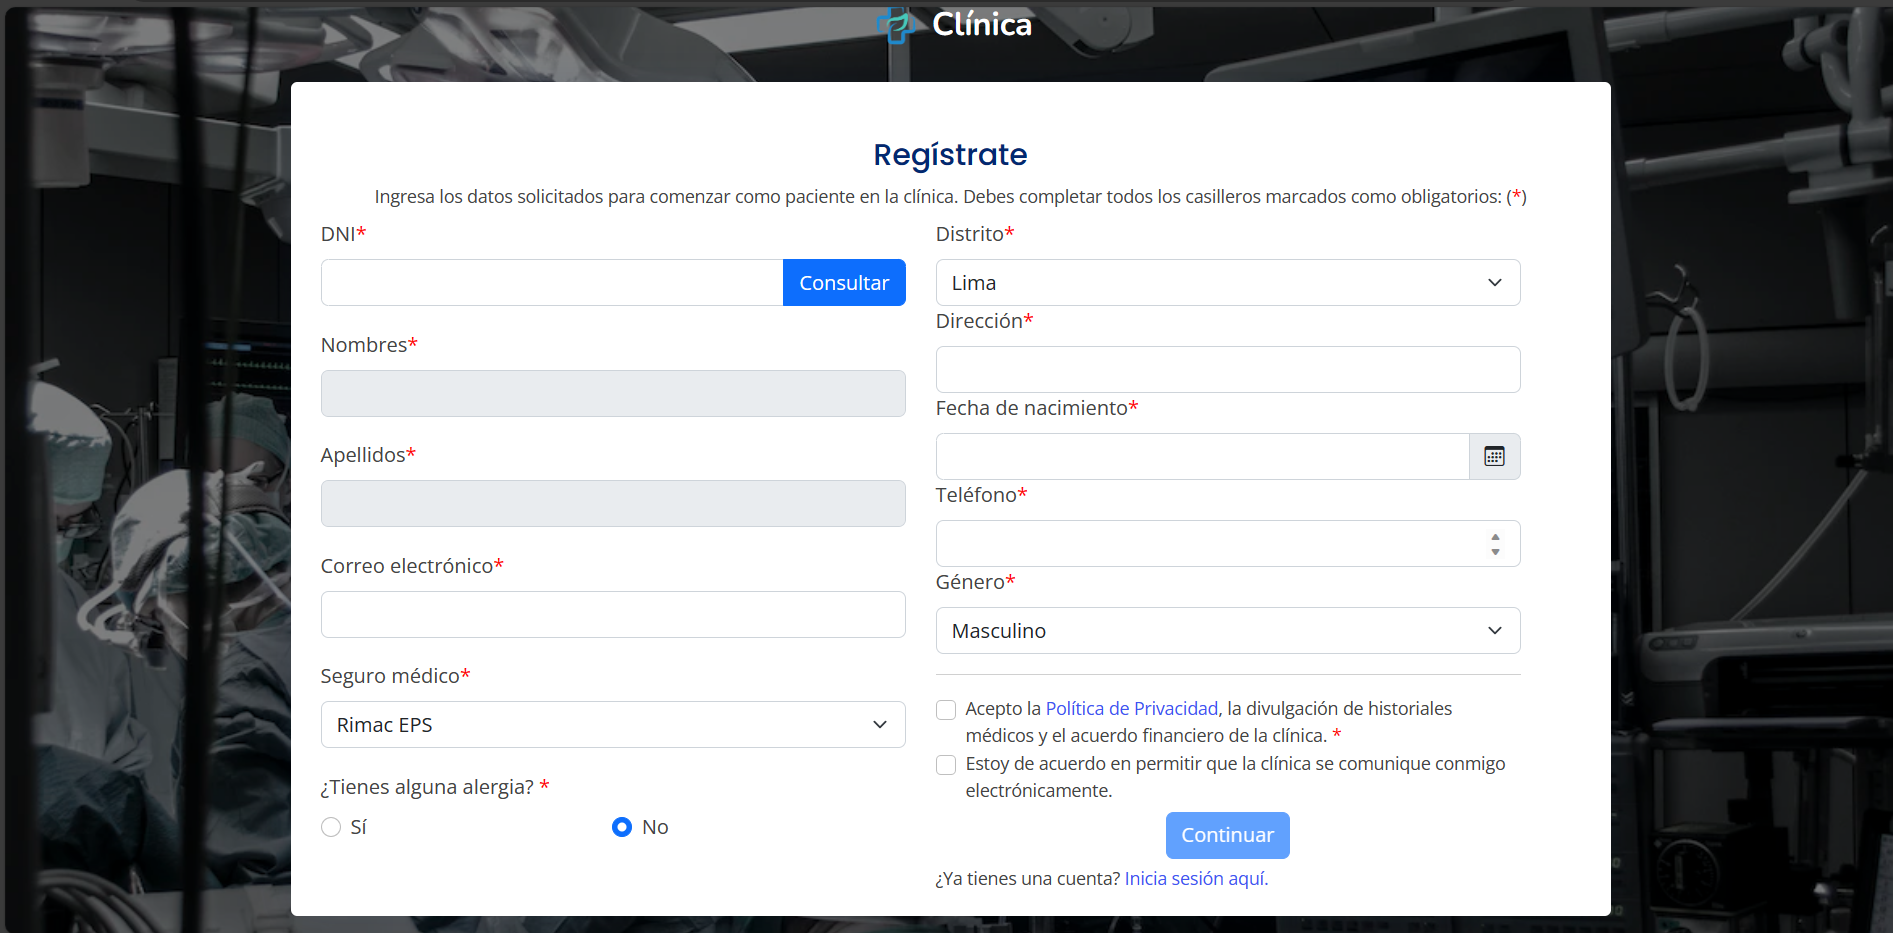 Clínica
Regístrate
Ingresa los datos solicitados para comenzar como paciente en la clínica. Debes completar todos los casilleros marcados como obligatorios: (*)
DNI*
Consultar
Nombres*
Apellidos*
Correo electrónico*
Seguro médico*
Rimac EPS
¿Tienes alguna alergia? *
Sí
No
Distrito*
Lima
Dirección*
Fecha de nacimiento*
Teléfono*
Género*
Masculino
Acepto la Política de Privacidad, la divulgación de historiales
médicos y el acuerdo financiero de la clínica. *
Estoy de acuerdo en permitir que la clínica se comunique conmigo
electrónicamente.
Continuar
¿Ya tienes una cuenta? Inicia sesión aquí.